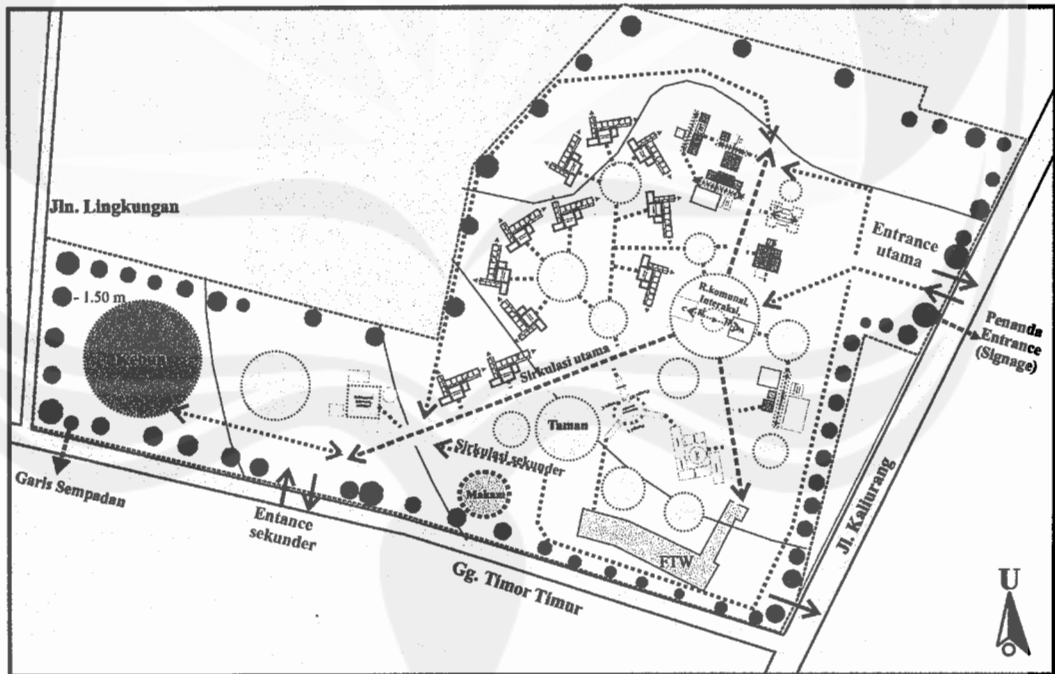 Jln. Lingkungan
- 1.50 m
Kebun
Garis Sempadan
Entance
sekunder
Gg. Timor Timur
Makam
Sirkulasi sekunder
Taman
Sirkulasi utama
R.komunal,
Interaksi,
FTW
Entrance
utama
Penanda
Entrance
(Signage)
Jl. Kaliurang
U